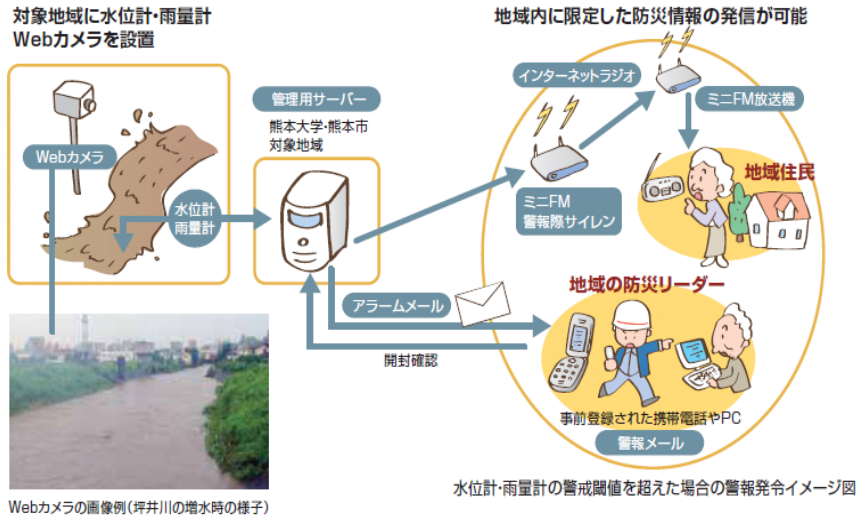 対象地域に水位計・雨量計
Webカメラを設置
地域内に限定した防災情報の発信が可能
インターネットラジオ
管理用サーバー
ミニFM放送機
熊本大学・熊本市
対象地域
Webカメラ
地域住民
水位計
雨量計
ミニFM
警報際サイレン
地域の防災リーダー
アラームメール
開封確認
事前登録された携帯電話やPC
警報メール
水位計・雨量計の警戒閾値を超えた場合の警報発令イメージ図
Webカメラの画像例(坪井川の増水時の様子)